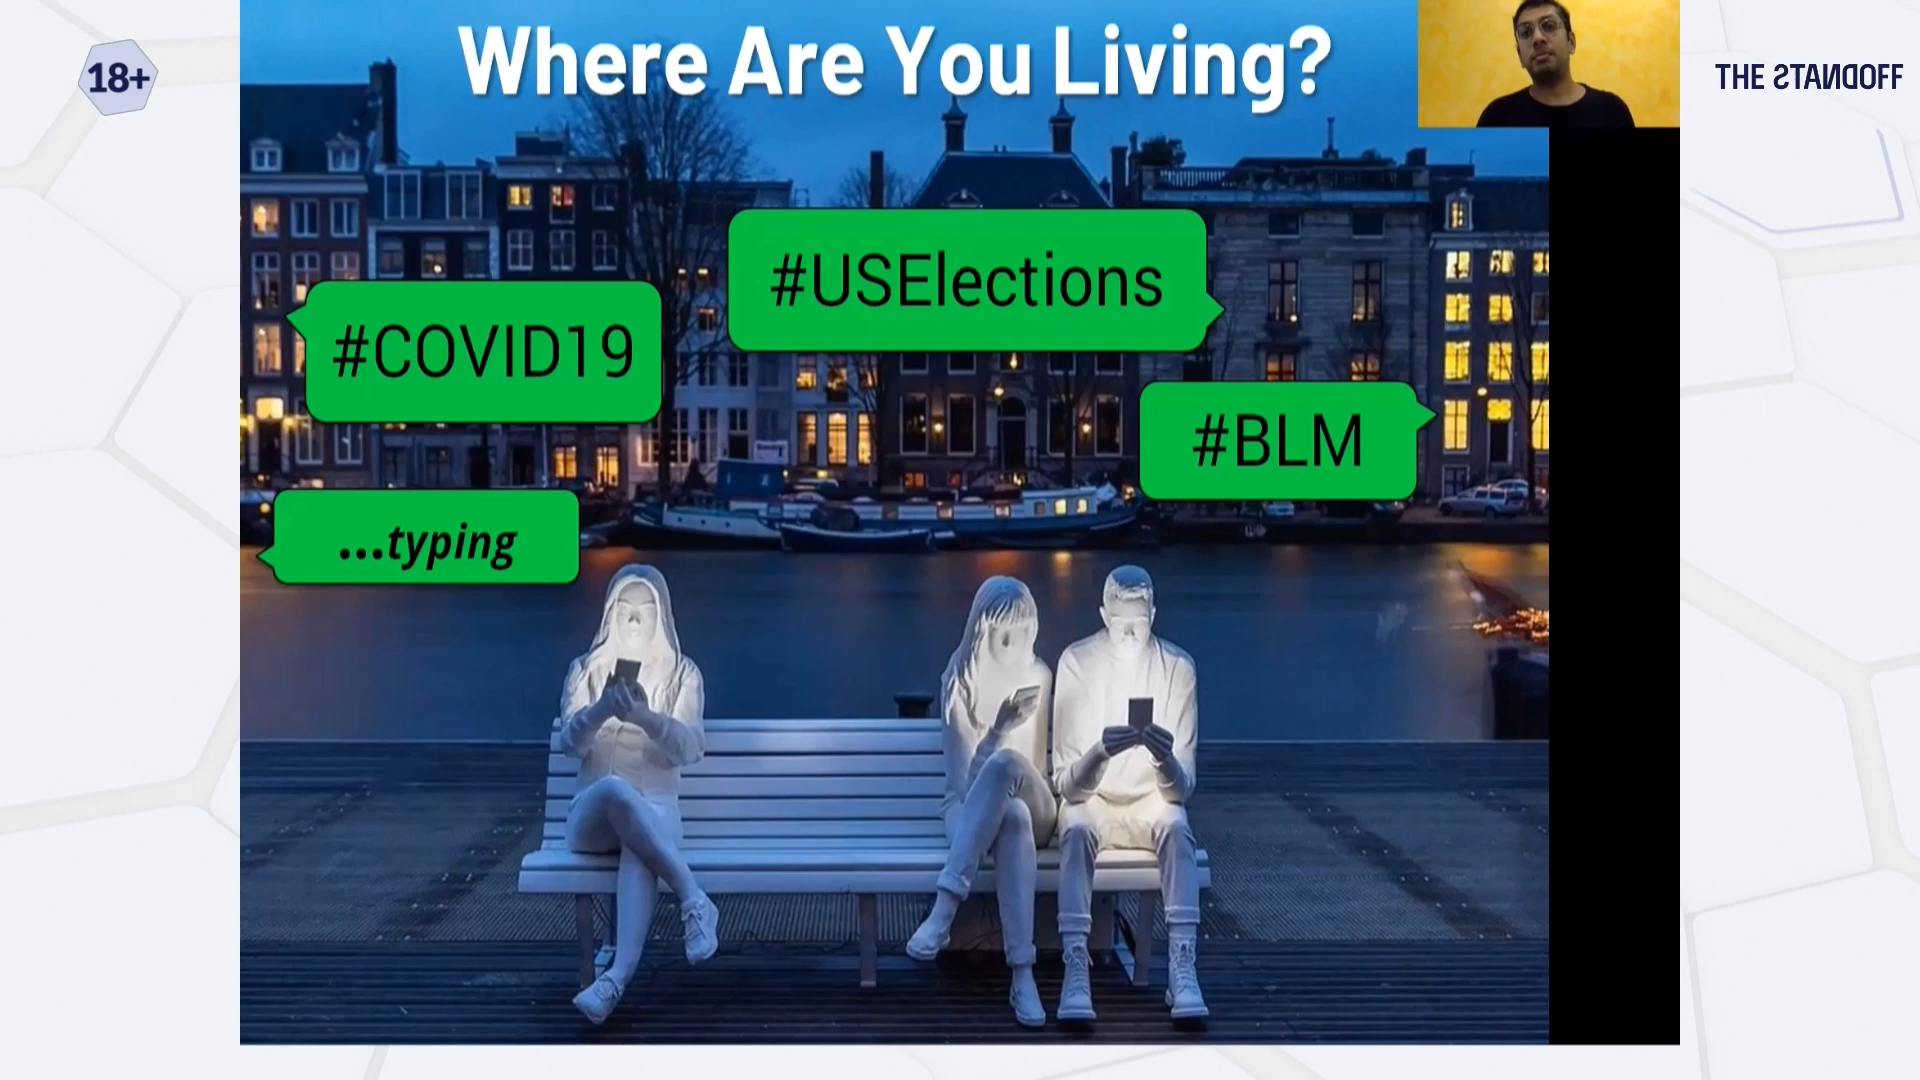 Where Are You Living?
18+
THE STANDOFF
#USElections
#COVID19
#BLM
...typing